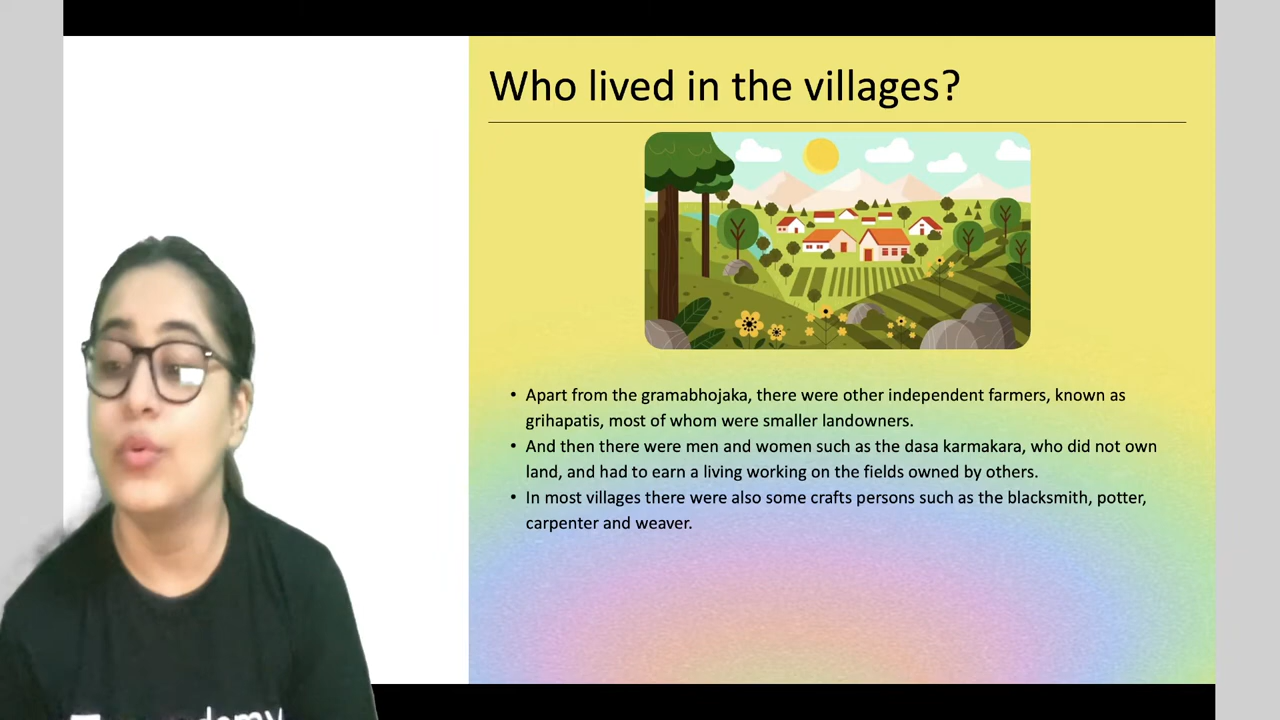 Who lived in the villages?
• Apart from the gramabhojaka, there were other independent farmers, known as
grihapatis, most of whom were smaller landowners.
• And then there were men and women such as the dasa karmakara, who did not own
land, and had to earn a living working on the fields owned by others.
• In most villages there were also some crafts persons such as the blacksmith, potter,
carpenter and weaver.